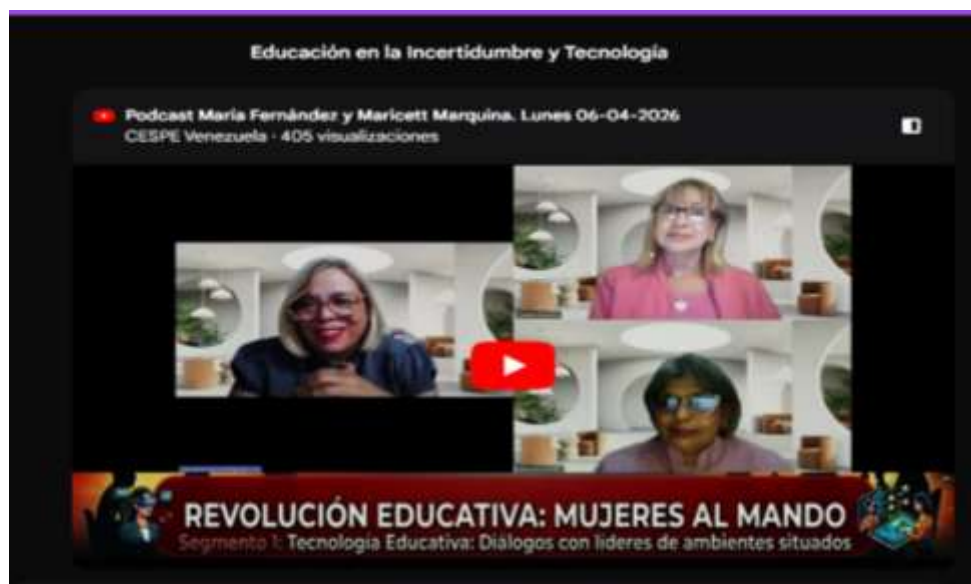 Educación en la Incertidumbre y Tecnología
Podcast María Fernández y Maricett Marquina. Lunes 06-04-2026
CESPE Venezuela · 405 visualizaciones
REVOLUCIÓN EDUCATIVA: MUJERES AL MANDO
Segmento 1: Tecnología Educativa: Diálogos con líderes de ambientes situados